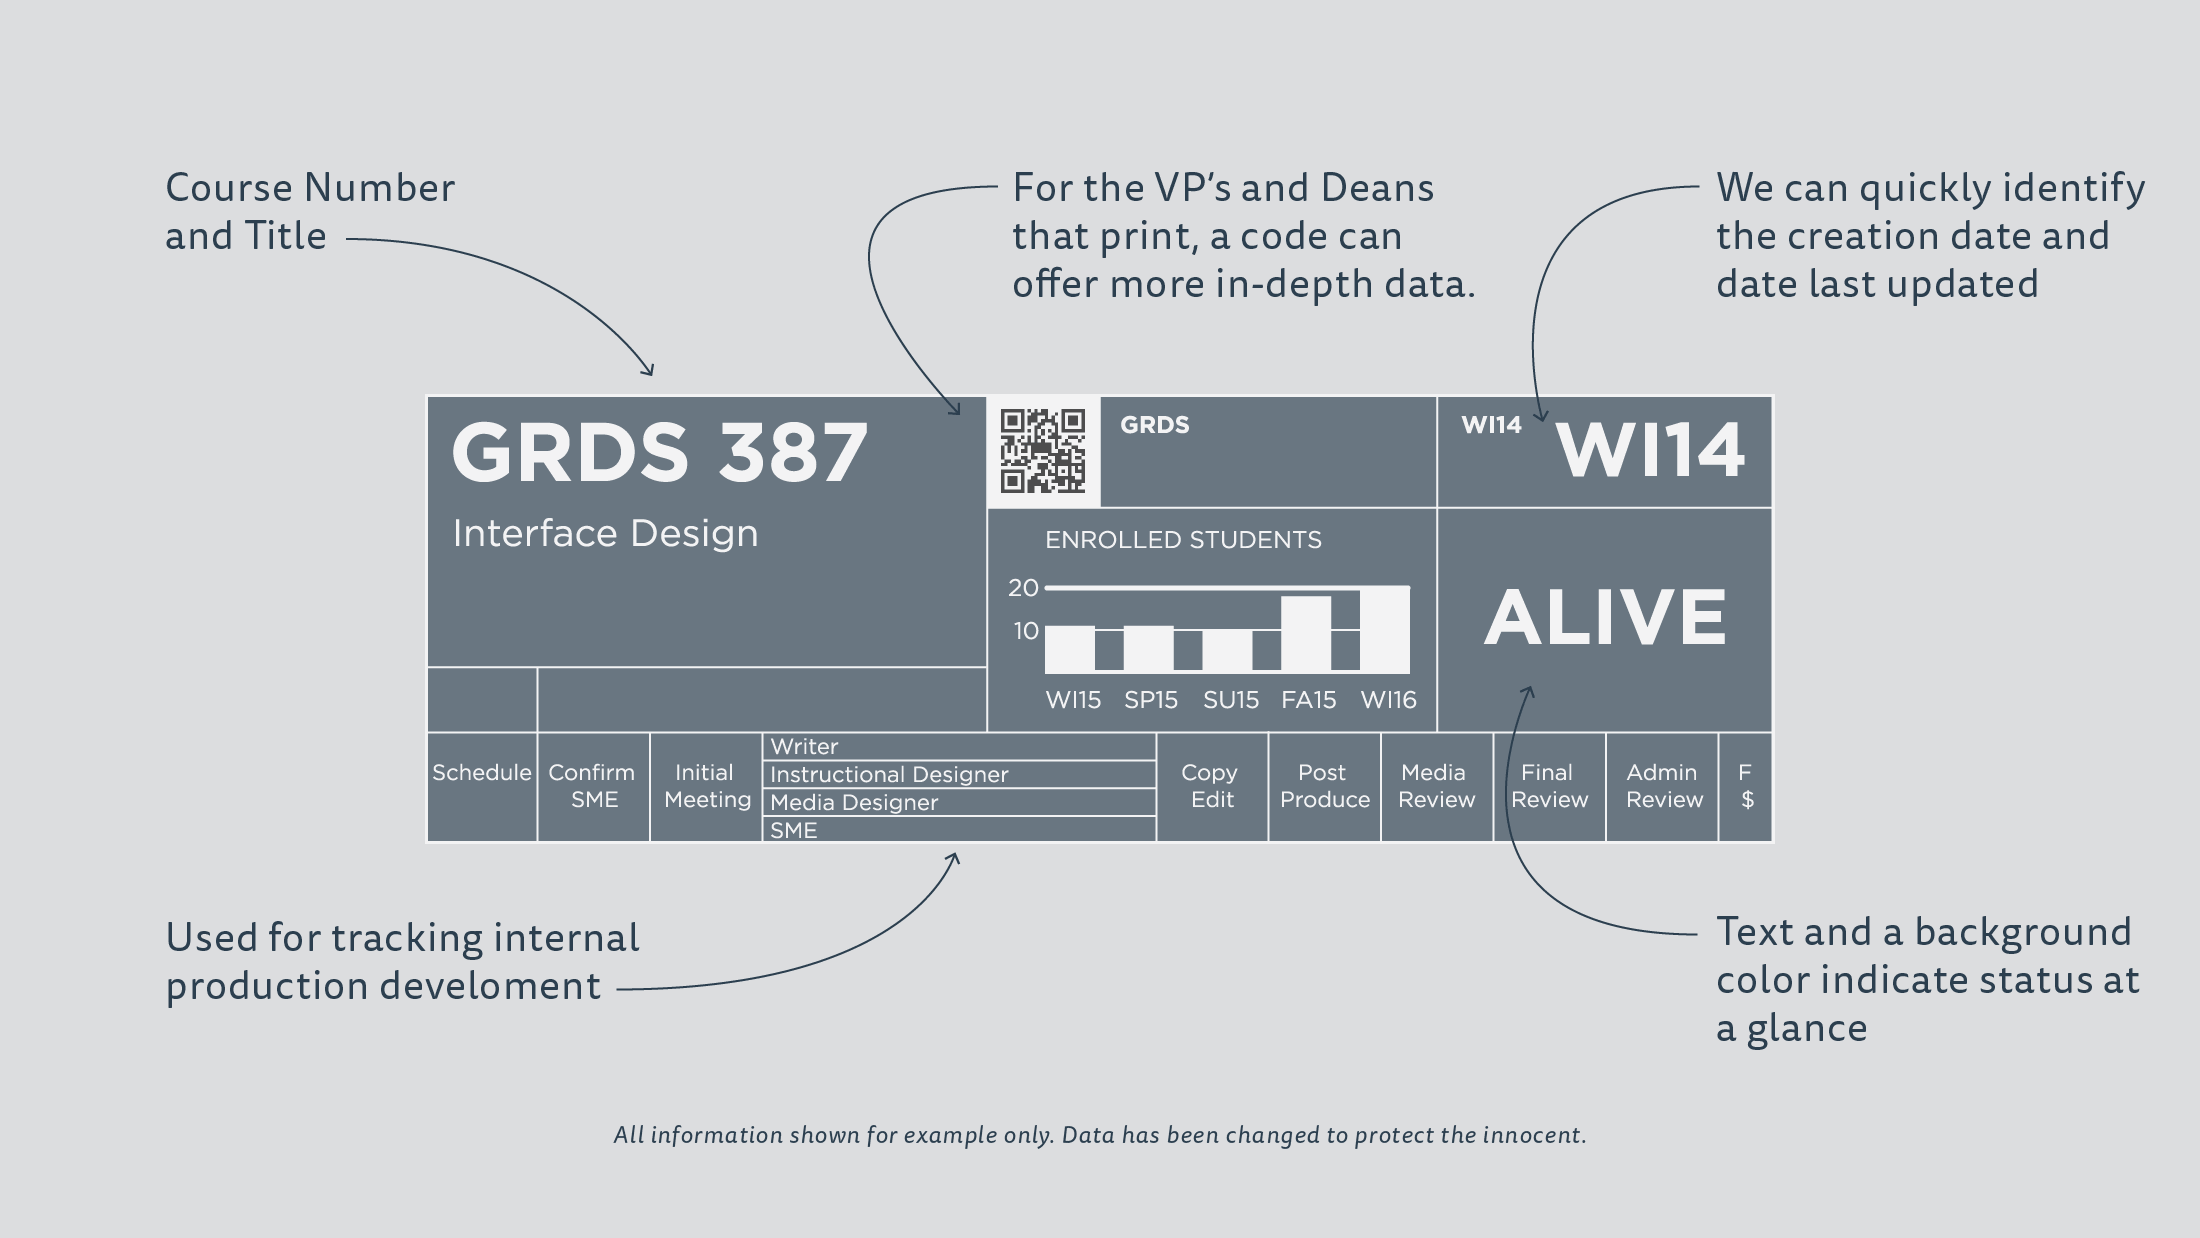 Course Number
and Title
For the VP’s and Deans
that print, a code can
offer more in-depth data.
We can quickly identify
the creation date and
date last updated
GRDS 387
Interface Design
GRDS
WI14
WI14
ENROLLED STUDENTS
20
10
WI15 SP15 SU15 FA15 WI16
ALIVE
Schedule
Confirm
SME
Initial
Meeting
Writer
Instructional Designer
Media Designer
SME
Copy
Edit
Post
Produce
Media
Review
Final
Review
Admin
Review
F
$
Used for tracking internal
production develoment
Text and a background
color indicate status at
a glance
All information shown for example only. Data has been changed to protect the innocent.